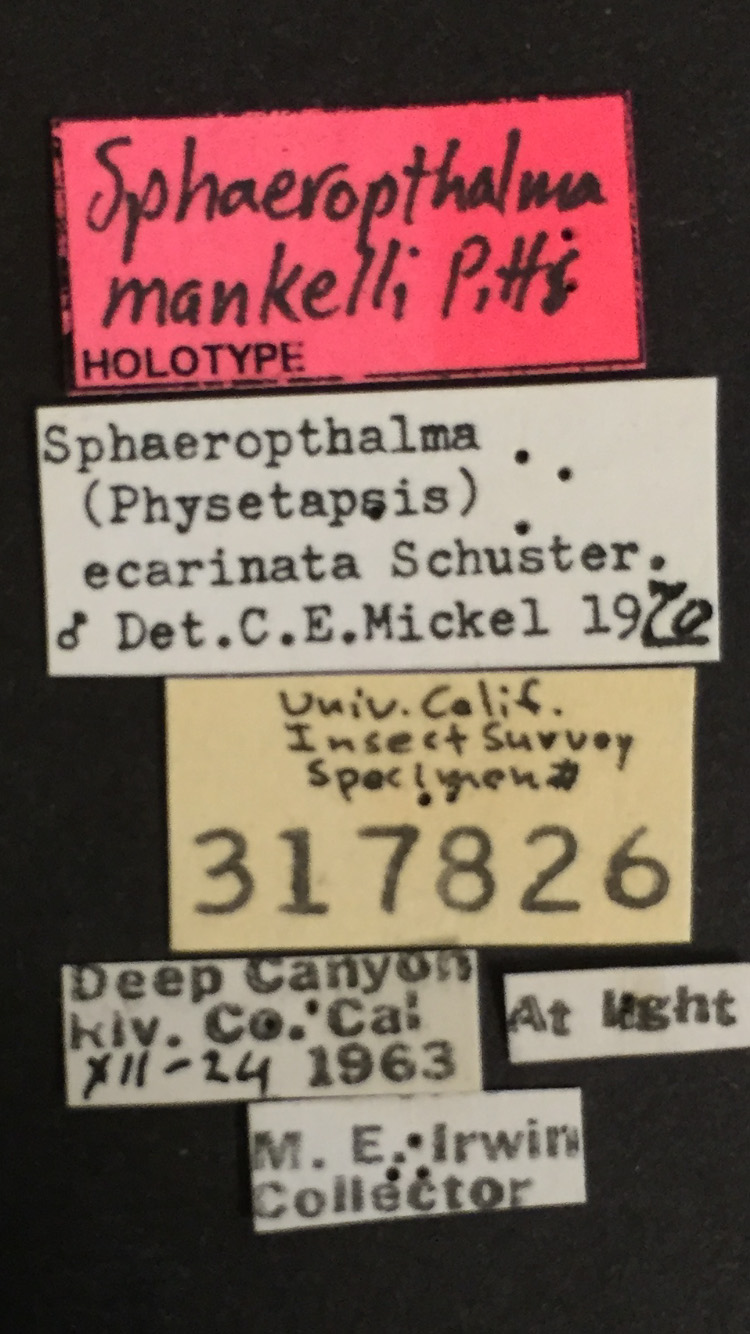 Sphaeropthalma
mankelli Pitts
HOLOTYPE
Sphaeropthalma
(Physetapsis)
ecarinata Schuster.
♂ Det.C.E.Mickel 1970
Univ. Calif.
Insect Survey
Specimen #
317826
Deep Canyon
Riv. Co. Cal
XII-24 1963
At light
M. E. Irwin
Collector